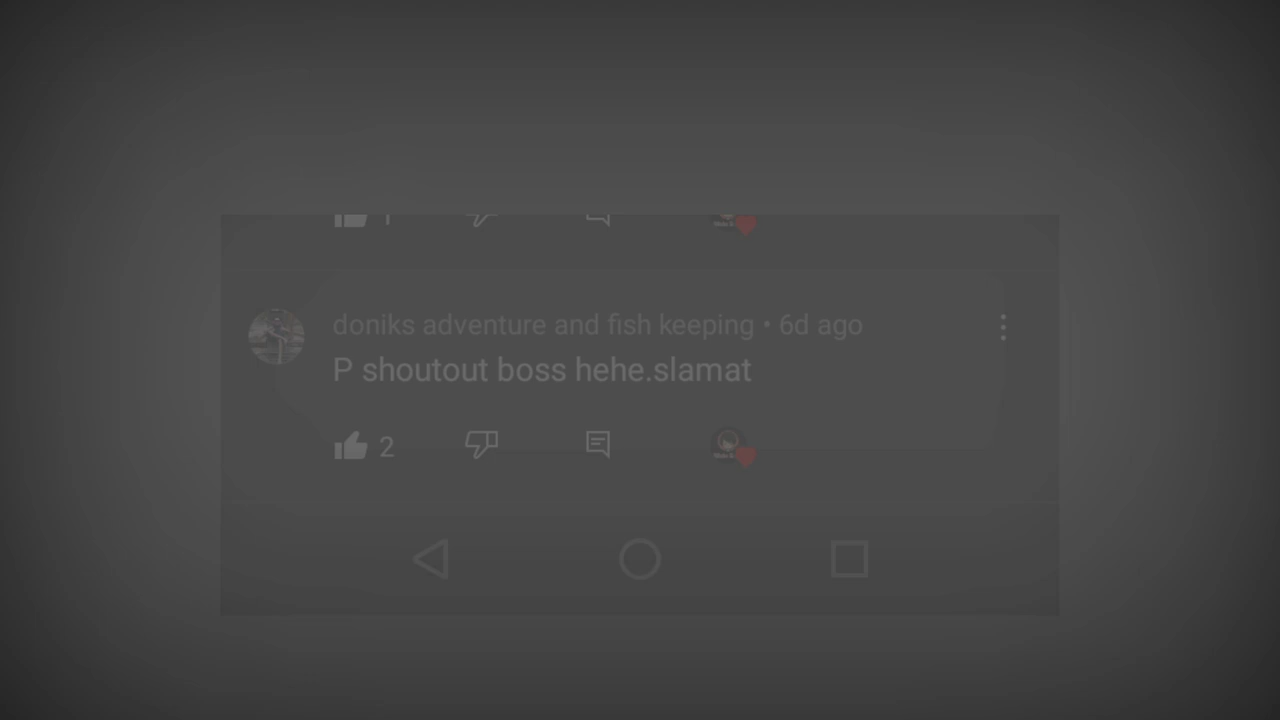 doniks adventure and fish keeping • 6d ago
P shoutout boss hehe.slamat
2